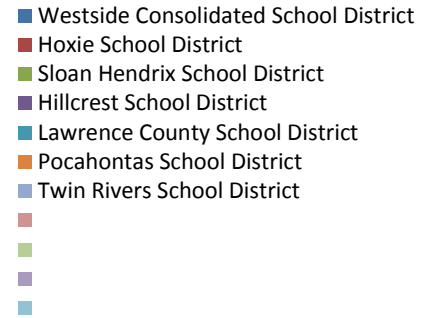 Westside Consolidated School District
Hoxie School District
Sloan Hendrix School District
Hillcrest School District
Lawrence County School District
Pocahontas School District
Twin Rivers School District